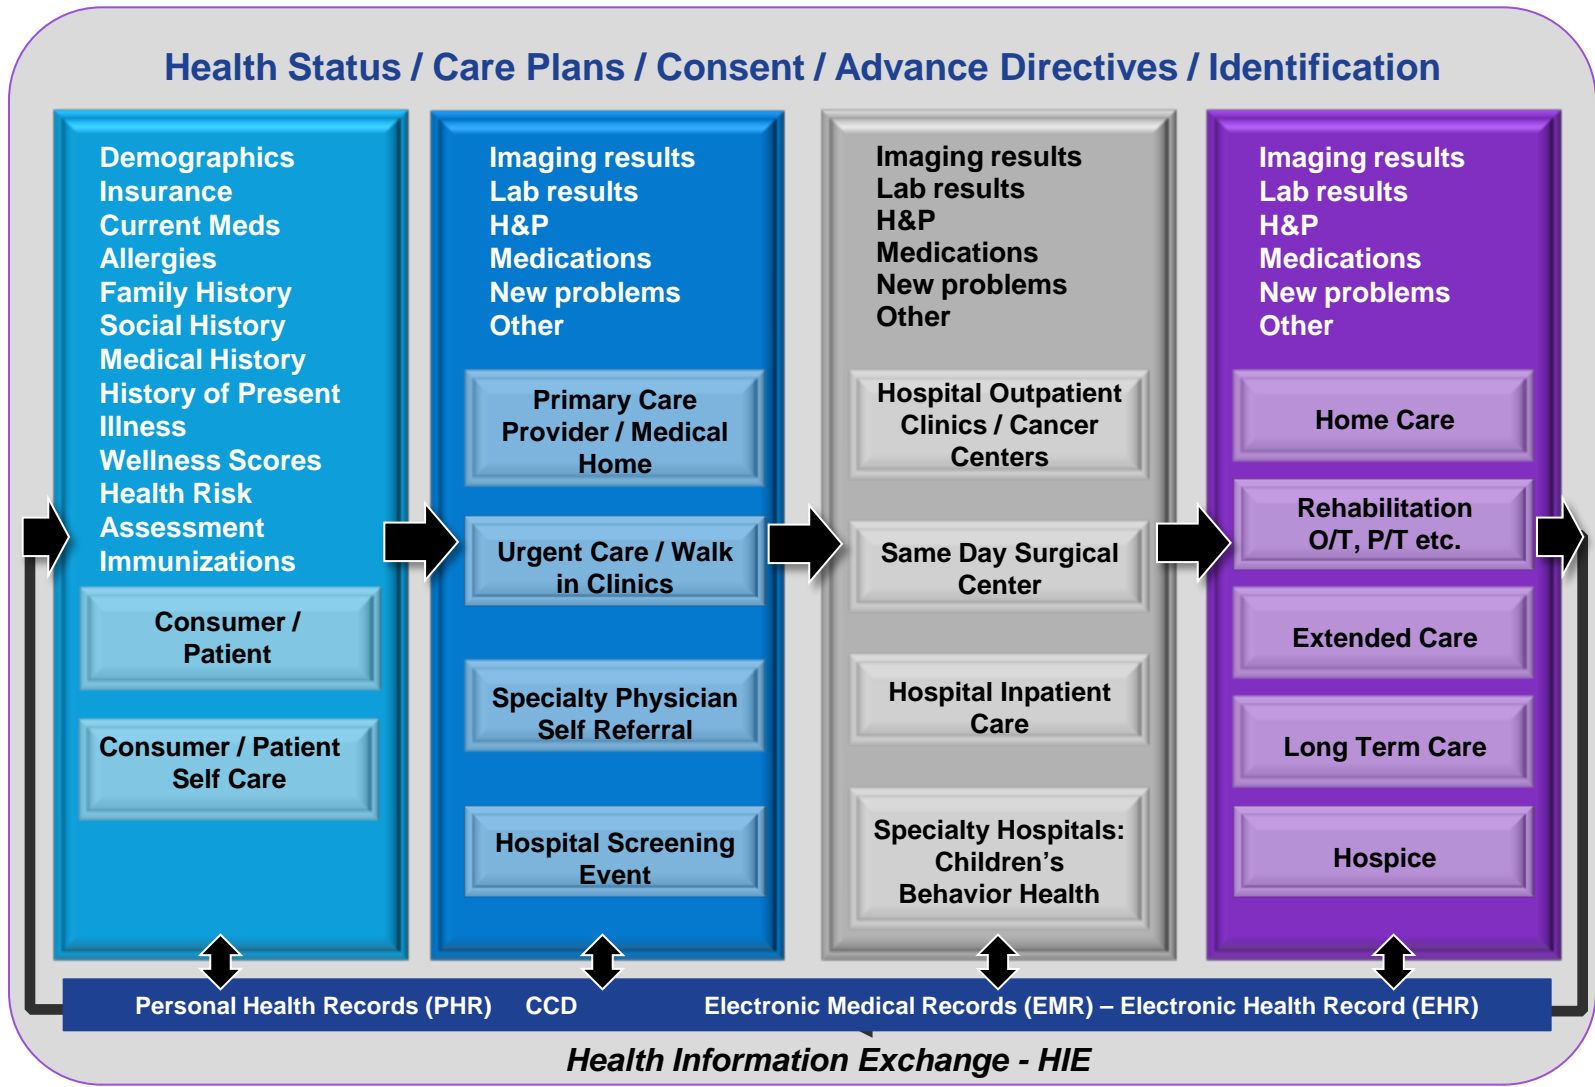 Health Status / Care Plans / Consent / Advance Directives / Identification
Demographics
Insurance
Current Meds
Allergies
Family History
Social History
Medical History
History of Present
Illness
Wellness Scores
Health Risk
Assessment
Immunizations
Consumer /
Patient
Consumer / Patient
Self Care
Imaging results
Lab results
H&P
Medications
New problems
Other
Primary Care
Provider / Medical
Home
Urgent Care / Walk
in Clinics
Specialty Physician
Self Referral
Hospital Screening
Event
Imaging results
Lab results
H&P
Medications
New problems
Other
Hospital Outpatient
Clinics / Cancer
Centers
Same Day Surgical
Center
Hospital Inpatient
Care
Specialty Hospitals:
Children’s
Behavior Health
Imaging results
Lab results
H&P
Medications
New problems
Other
Home Care
Rehabilitation
O/T, P/T etc.
Extended Care
Long Term Care
Hospice
Personal Health Records (PHR) CCD Electronic Medical Records (EMR) – Electronic Health Record (EHR)
Health Information Exchange - HIE